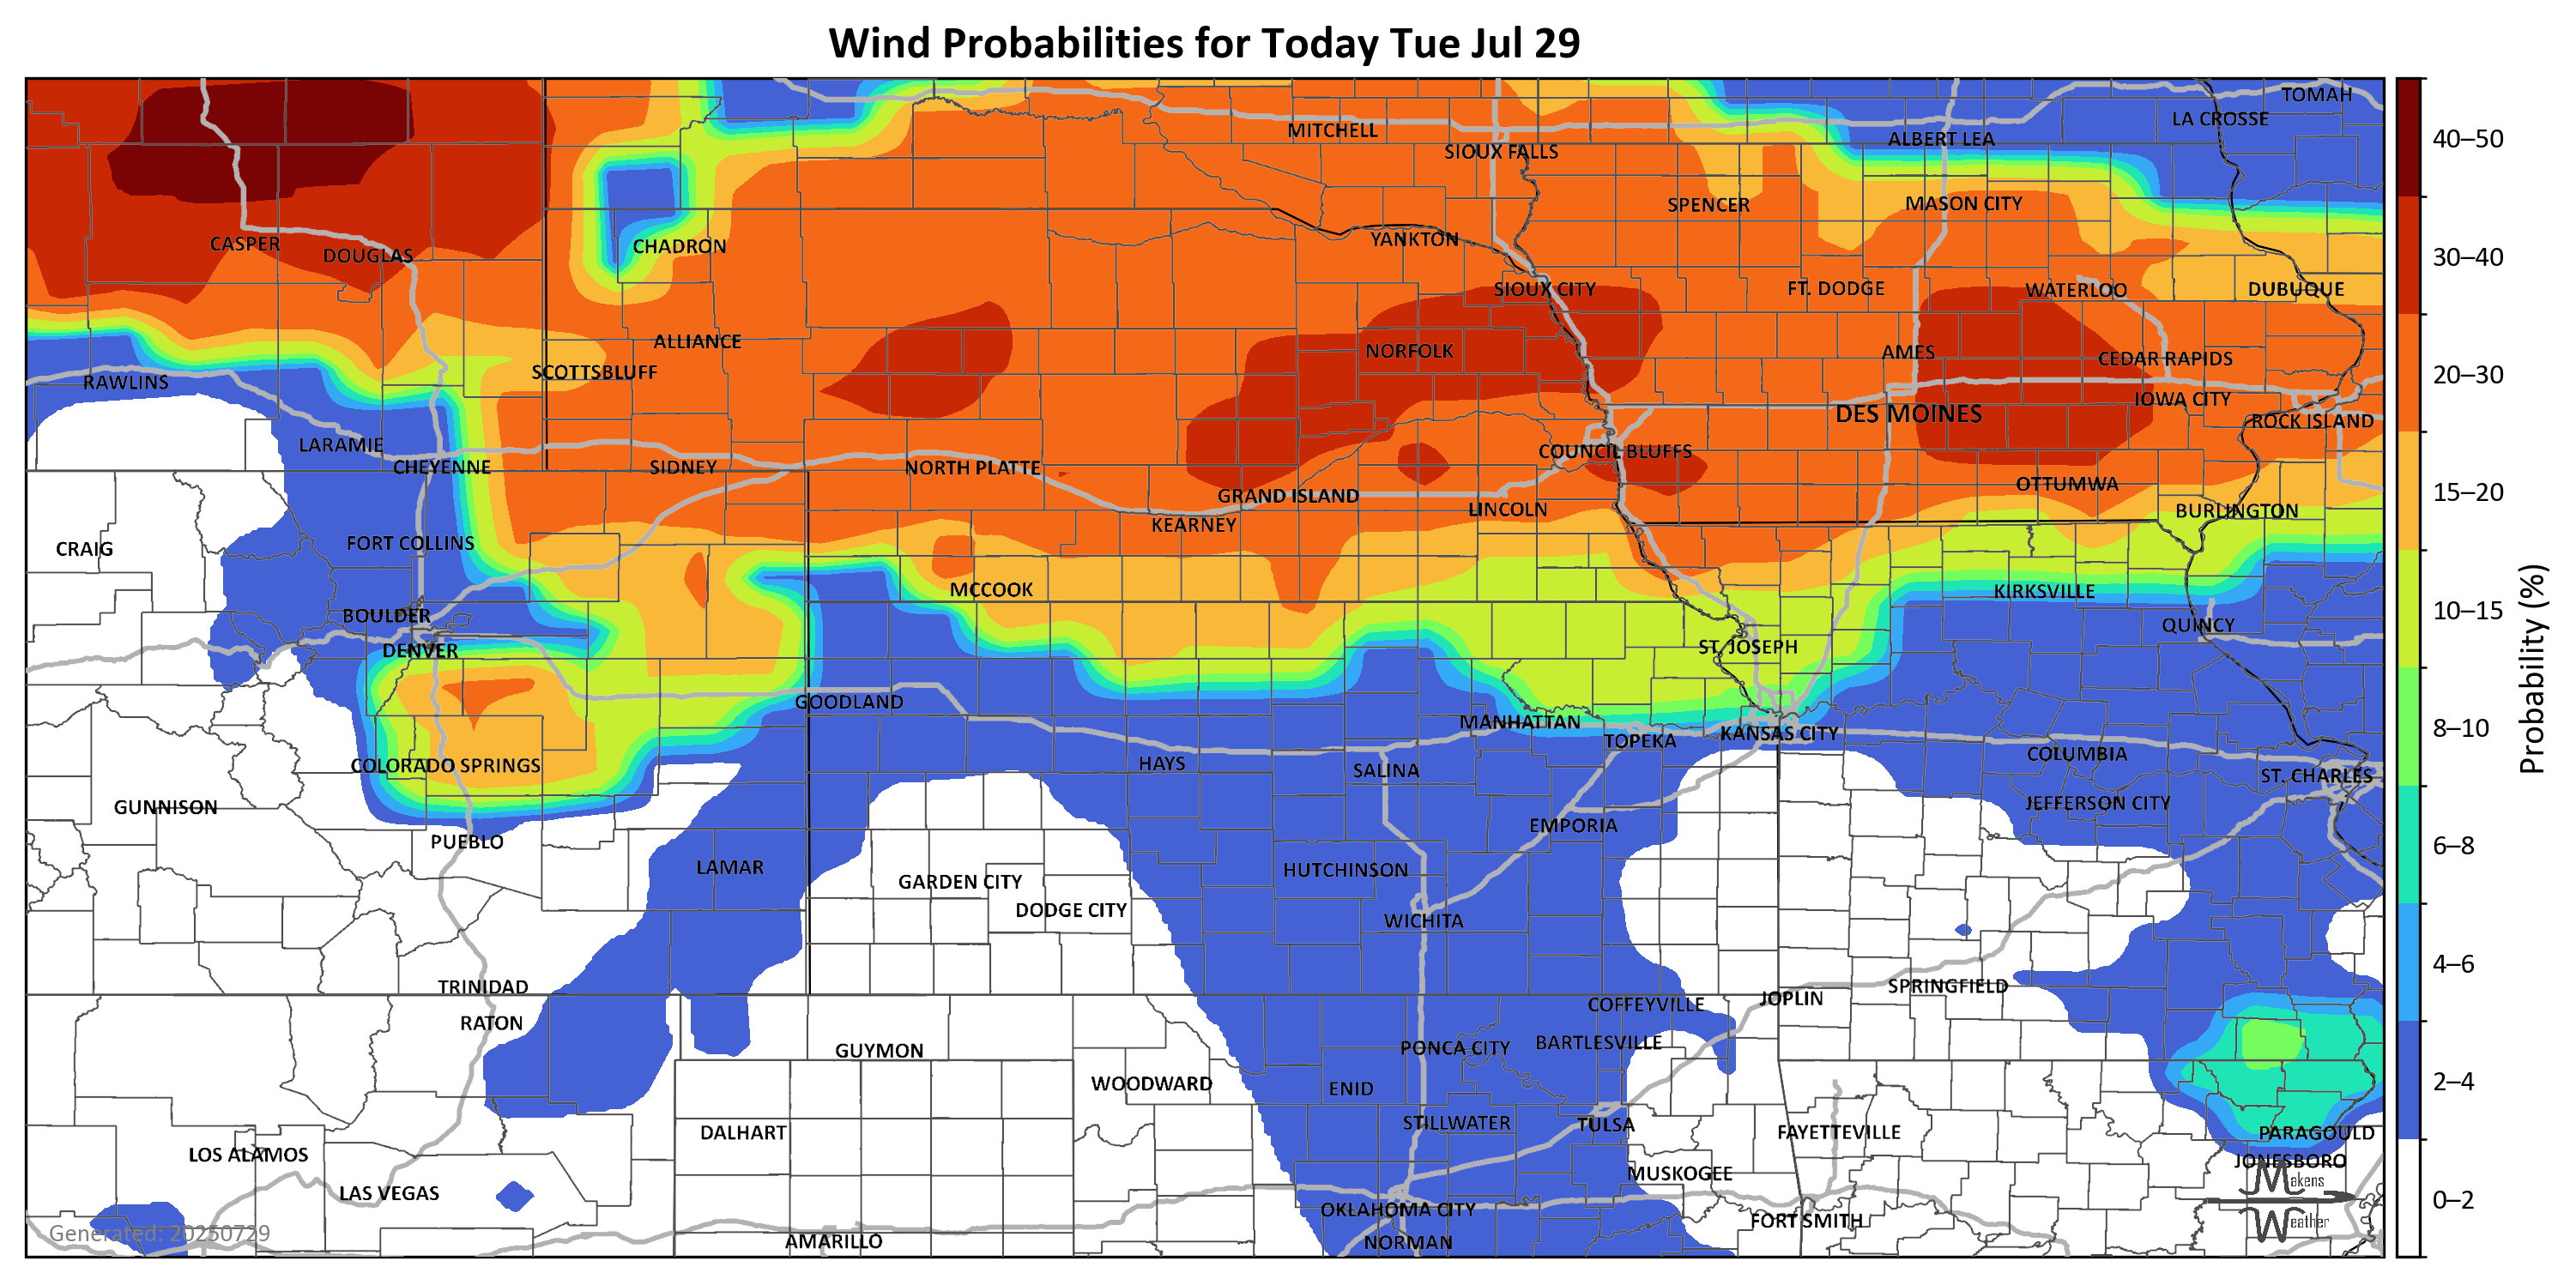 Wind Probabilities for Today Tue Jul 29
TOMAH
LA CROSSE
MITCHELL
ALBERT LEA
SIOUX FALLS
SPENCER
MASON CITY
YANKTON
CASPER
CHADRON
DOUGLAS
SIOUX CITY
FT. DODGE
WATERLOO
DUBUQUE
ALLIANCE
NORFOLK
AMES
CEDAR RAPIDS
SCOTTSBLUFF
RAWLINS
IOWA CITY
DES MOINES
ROCK ISLAND
LARAMIE
COUNCIL BLUFFS
CHEYENNE
SIDNEY
NORTH PLATTE
OTTUMWA
GRAND ISLAND
LINCOLN
BURLINGTON
KEARNEY
CRAIG
FORT COLLINS
MCCOOK
KIRKSVILLE
BOULDER
QUINCY
DENVER
ST. JOSEPH
GOODLAND
MANHATTAN
KANSAS CITY
TOPEKA
COLUMBIA
COLORADO SPRINGS
HAYS
SALINA
ST. CHARLES
GUNNISON
JEFFERSON CITY
EMPORIA
PUEBLO
LAMAR
HUTCHINSON
GARDEN CITY
DODGE CITY
WICHITA
TRINIDAD
SPRINGFIELD
JOPLIN
COFFEYVILLE
RATON
BARTLESVILLE
PONCA CITY
GUYMON
WOODWARD
ENID
STILLWATER
TULSA
DALHART
FAYETTEVILLE
PARAGOULD
LOS ALAMOS
JONESBORO
MUSKOGEE
LAS VEGAS
OKLAHOMA CITY
FORT SMITH
AMARILLO
NORMAN
Generated: 20250729
Makens
Weather
40–50
30–40
20–30
15–20
10–15
8–10
6–8
4–6
2–4
0–2
Probability (%)